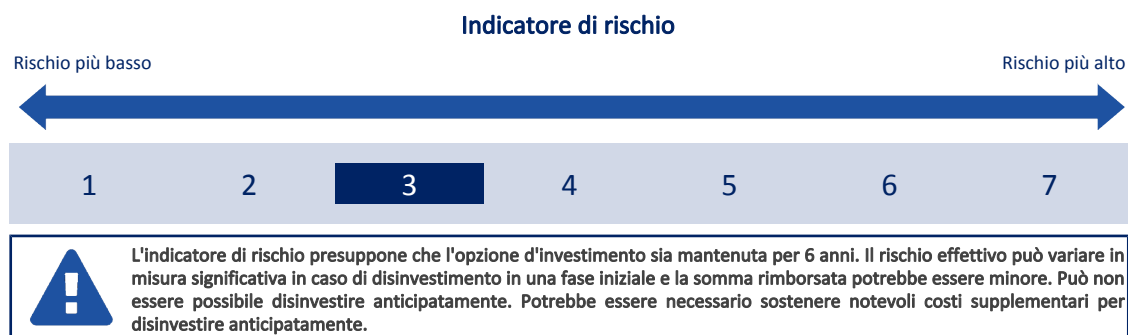 Indicatore di rischio
Rischio più basso
Rischio più alto
1 2 3 4 5 6 7
L'indicatore di rischio presuppone che l'opzione d'investimento sia mantenuta per 6 anni. Il rischio effettivo può variare in
misura significativa in caso di disinvestimento in una fase iniziale e la somma rimborsata potrebbe essere minore. Può non
essere possibile disinvestire anticipatamente. Potrebbe essere necessario sostenere notevoli costi supplementari per
disinvestire anticipatamente.